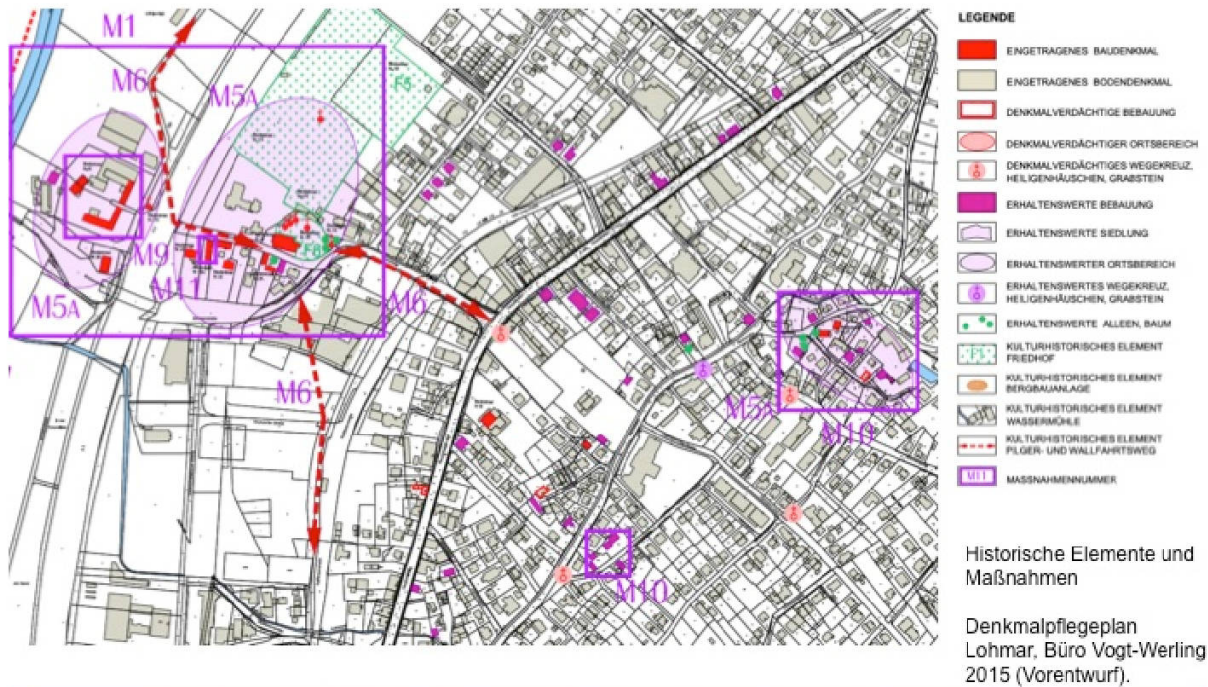 M1
M6
M5A
F5
M9
M11
F6
M5A
M6
M6
M5A
M10
M10
LEGENDE
EINGETRAGENES BAUDENKMAL
EINGETRAGENES BODENDENKMAL
DENKMALVERDÄCHTIGE BEBAUUNG
DENKMALVERDÄCHTIGER ORTSBEREICH
DENKMALVERDÄCHTIGES WEGEKREUZ,
HEILIGENHÄUSCHEN, GRABSTEIN
ERHALTENSWERTE BEBAUUNG
ERHALTENSWERTE SIEDLUNG
ERHALTENSWERTER ORTSBEREICH
ERHALTENSWERTES WEGEKREUZ,
HEILIGENHÄUSCHEN, GRABSTEIN
ERHALTENSWERTE ALLEEN, BAUM
F1
KULTURHISTORISCHES ELEMENT
FRIEDHOF
KULTURHISTORISCHES ELEMENT
BERGBAUANLAGE
KULTURHISTORISCHES ELEMENT
WASSERMÜHLE
KULTURHISTORISCHES ELEMENT
PILGER- UND WALLFAHRTSWEG
M11
MASSNAHMENNUMMER
Historische Elemente und
Maßnahmen
Denkmalpflegeplan
Lohmar, Büro Vogt-Werling
2015 (Vorentwurf).